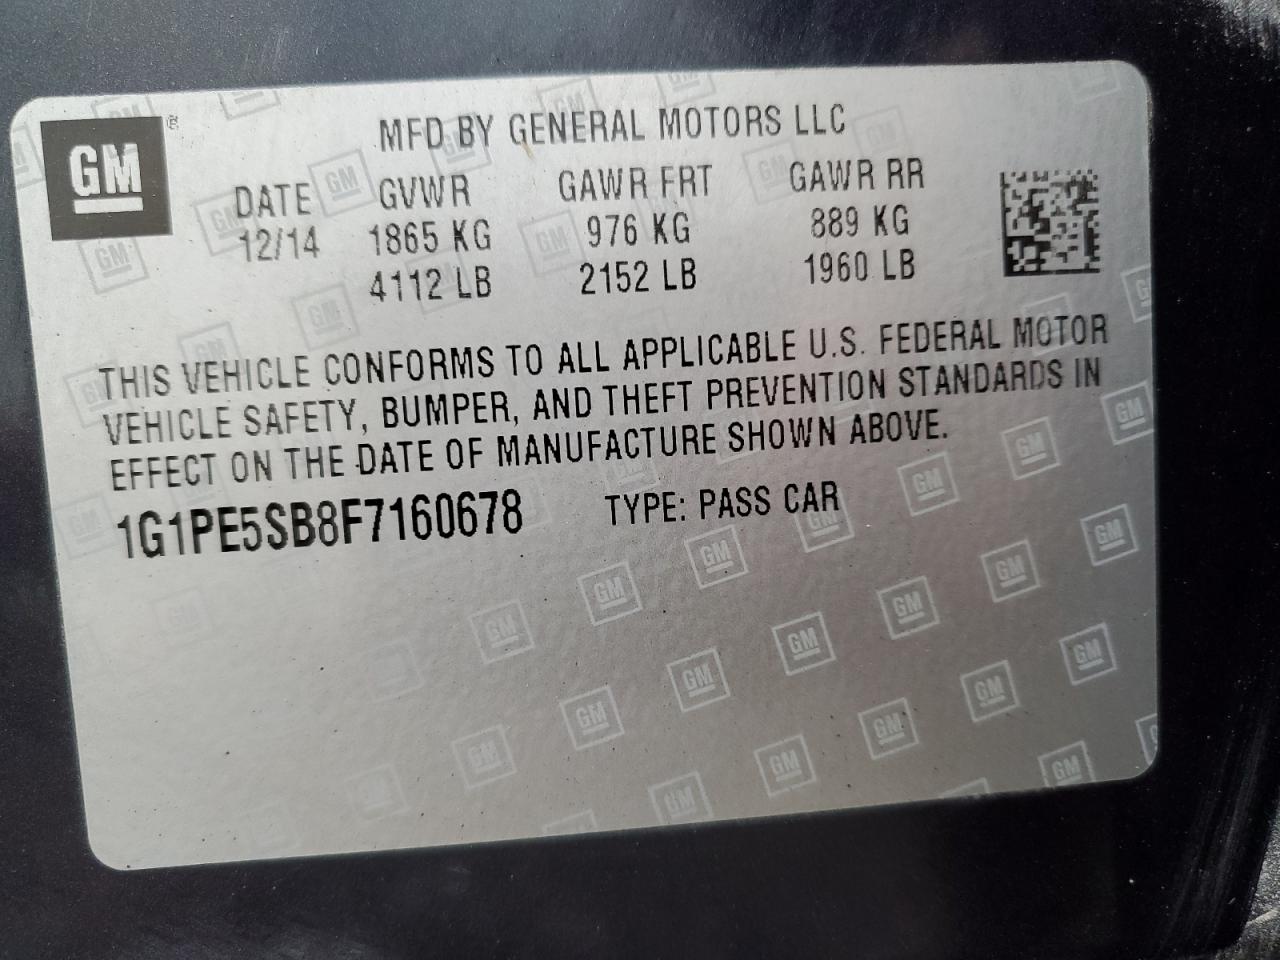 GM
MFD BY GENERAL MOTORS LLC
DATE GVWR GAWR FRT GAWR RR
12/14 1865 KG 976 KG 889 KG
4112 LB 2152 LB 1960 LB
THIS VEHICLE CONFORMS TO ALL APPLICABLE U.S. FEDERAL MOTOR
VEHICLE SAFETY, BUMPER, AND THEFT PREVENTION STANDARDS IN
EFFECT ON THE DATE OF MANUFACTURE SHOWN ABOVE.
1G1PE5SB8F7160678 TYPE: PASS CAR